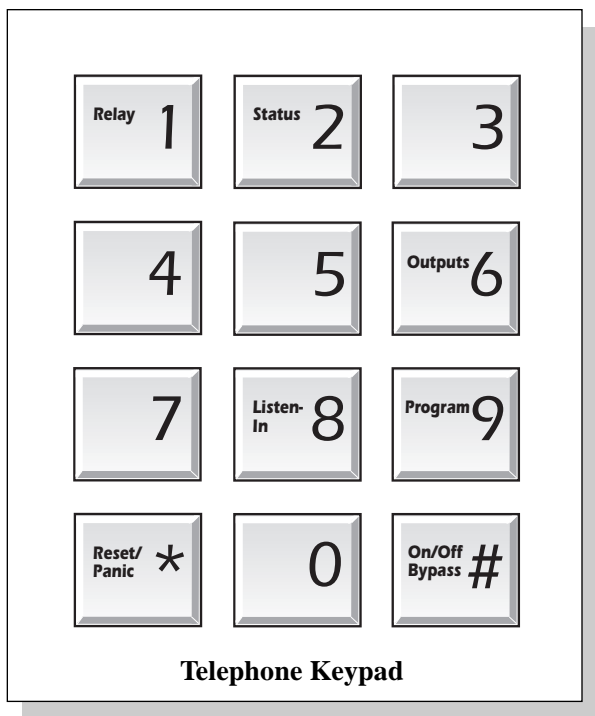 Relay 1
Status 2
3
4
5
Outputs 6
7
Listen-
In 8
Program 9
Reset/
Panic *
0
On/Off
Bypass #
Telephone Keypad